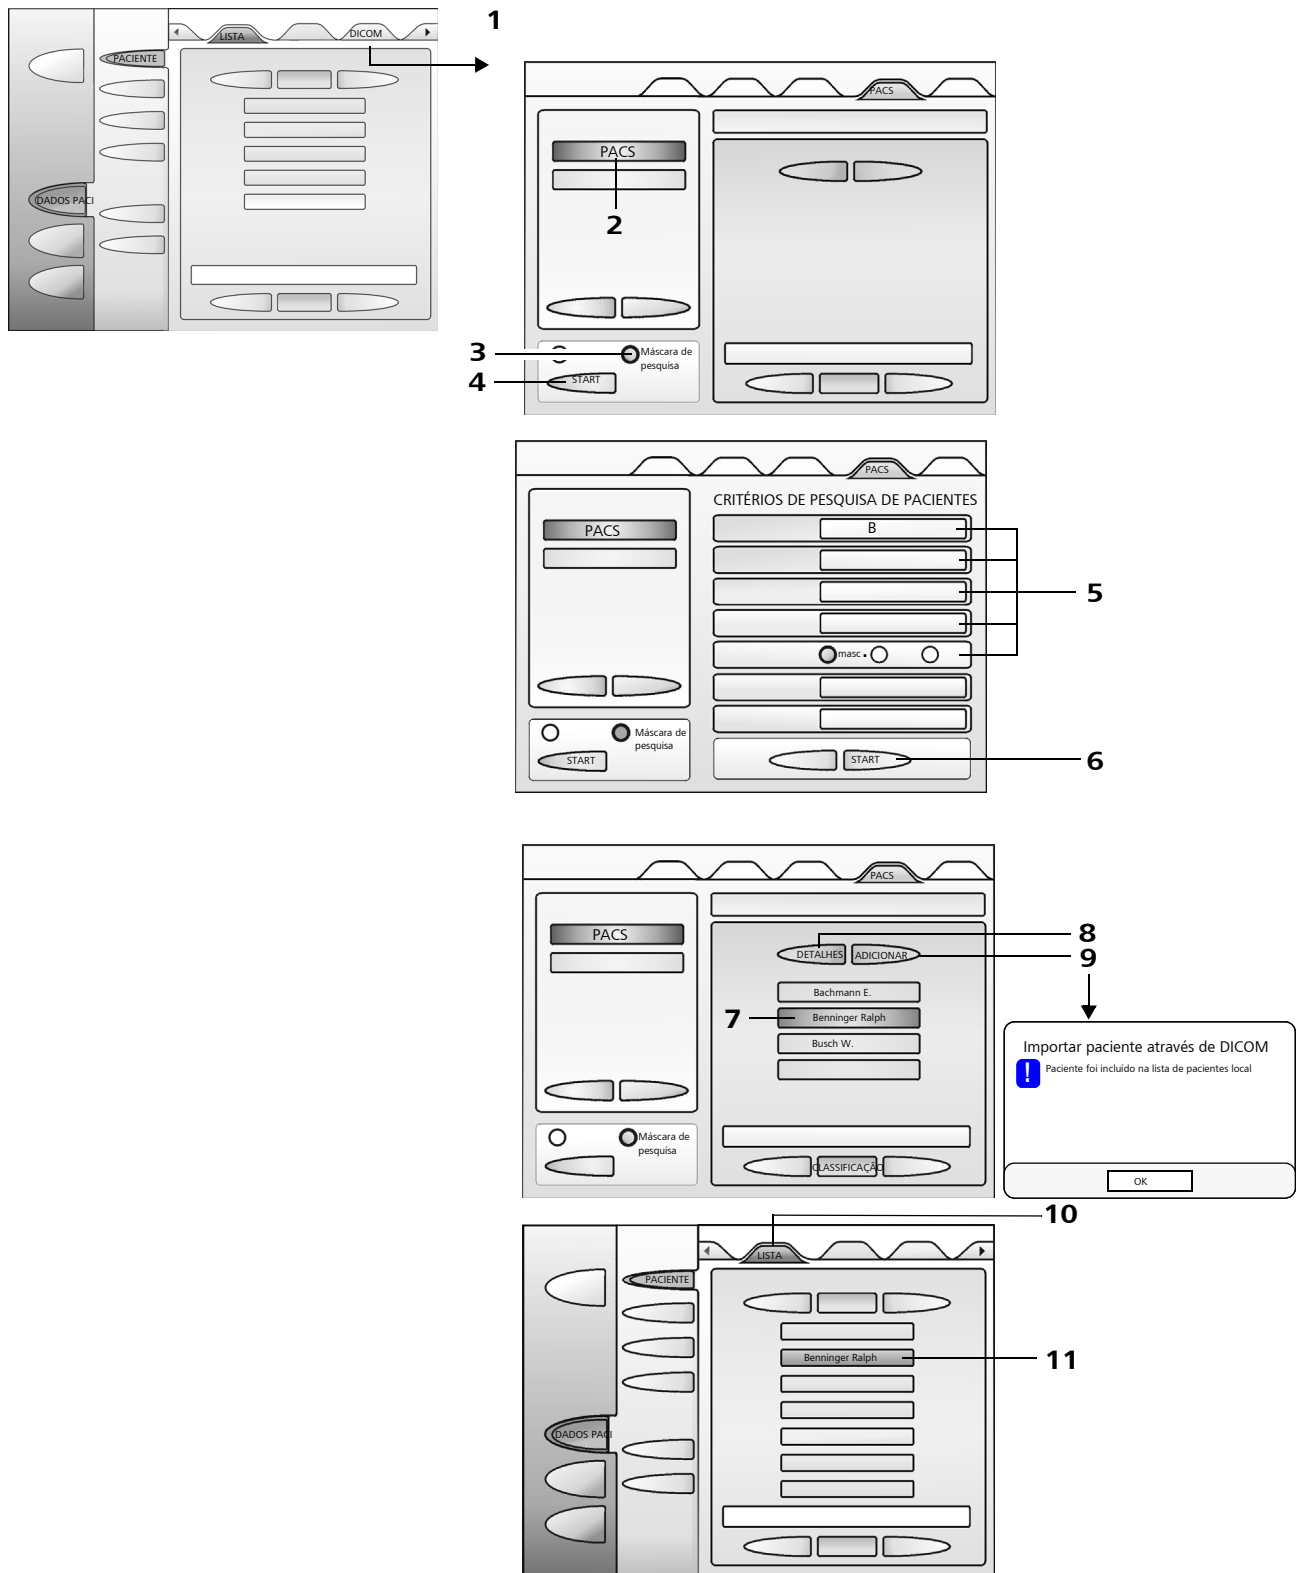 1
LISTA
DICOM
PACIENTE
DADOS PACI
PACS
PACS
2
3
Máscara de
pesquisa
4
START
PACS
CRITÉRIOS DE PESQUISA DE PACIENTES
PACS
B
5
masc.
Máscara de
pesquisa
START
START
6
PACS
PACS
8
DETALHES
ADICIONAR
9
Bachmann E.
7
Benninger Ralph
Busch W.
Máscara de
pesquisa
CLASSIFICAÇÃO
Importar paciente através de DICOM
!
Paciente foi incluído na lista de pacientes local
OK
10
LISTA
PACIENTE
Benninger Ralph
11
DADOS PACI